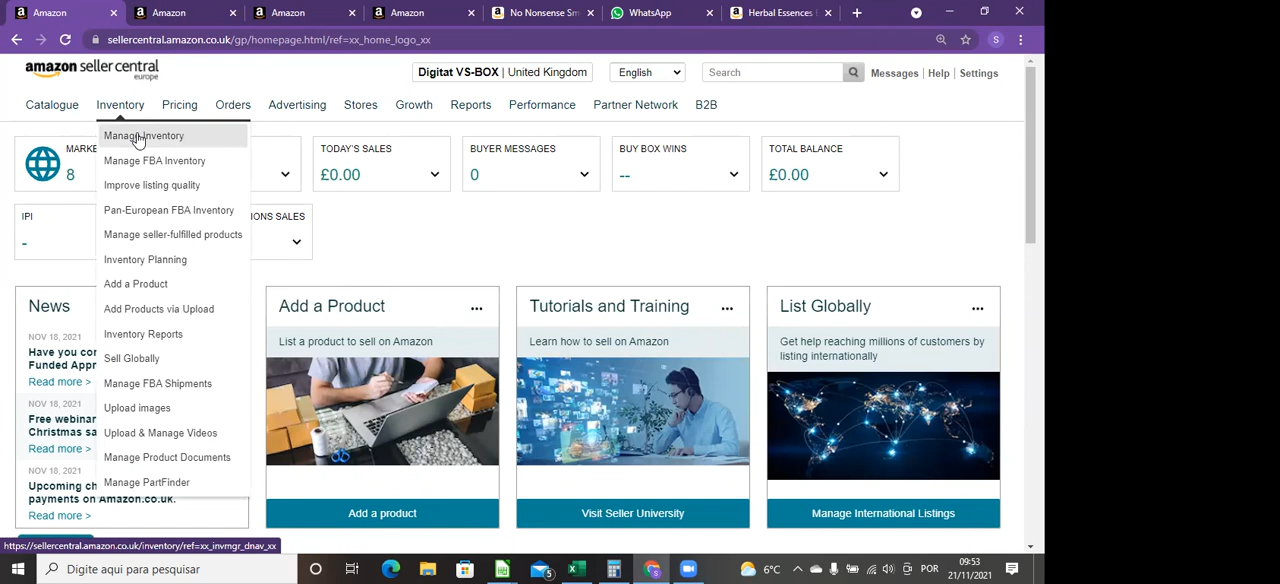 Amazon
Amazon
Amazon
Amazon
No Nonsense Sm
WhatsApp
Herbal Essences
sellercentral.amazon.co.uk/gp/homepage.html/ref=xx_home_logo_xx
S
amazon seller central
europe
Digitat VS-BOX | United Kingdom
English
Search
Messages | Help | Settings
Catalogue Inventory Pricing Orders Advertising Stores Growth Reports Performance Partner Network B2B
Manage Inventory
Manage FBA Inventory
Improve listing quality
Pan-European FBA Inventory
Manage seller-fulfilled products
Inventory Planning
Add a Product
Add Products via Upload
Inventory Reports
Sell Globally
Manage FBA Shipments
Upload images
Upload & Manage Videos
Manage Product Documents
Manage PartFinder
MARKE
8
TODAY'S SALES
£0.00
BUYER MESSAGES
0
BUY BOX WINS
--
TOTAL BALANCE
£0.00
IPI
-
IONS SALES
News
NOV 18, 2021
Have you con
Funded Appr
Read more >
NOV 18, 2021
Free webinar
Christmas sa
Read more >
NOV 18, 2021
Upcoming ch
payments on Amazon.co.uk.
Read more >
Add a Product
...
List a product to sell on Amazon
Add a product
Tutorials and Training
...
Learn how to sell on Amazon
Visit Seller University
List Globally
...
Get help reaching millions of customers by
listing internationally
Manage International Listings
https://sellercentral.amazon.co.uk/inventory/ref=xx_invmgr_dnav_xx
Digite aqui para pesquisar
5
6°C
POR
09:53
21/11/2021